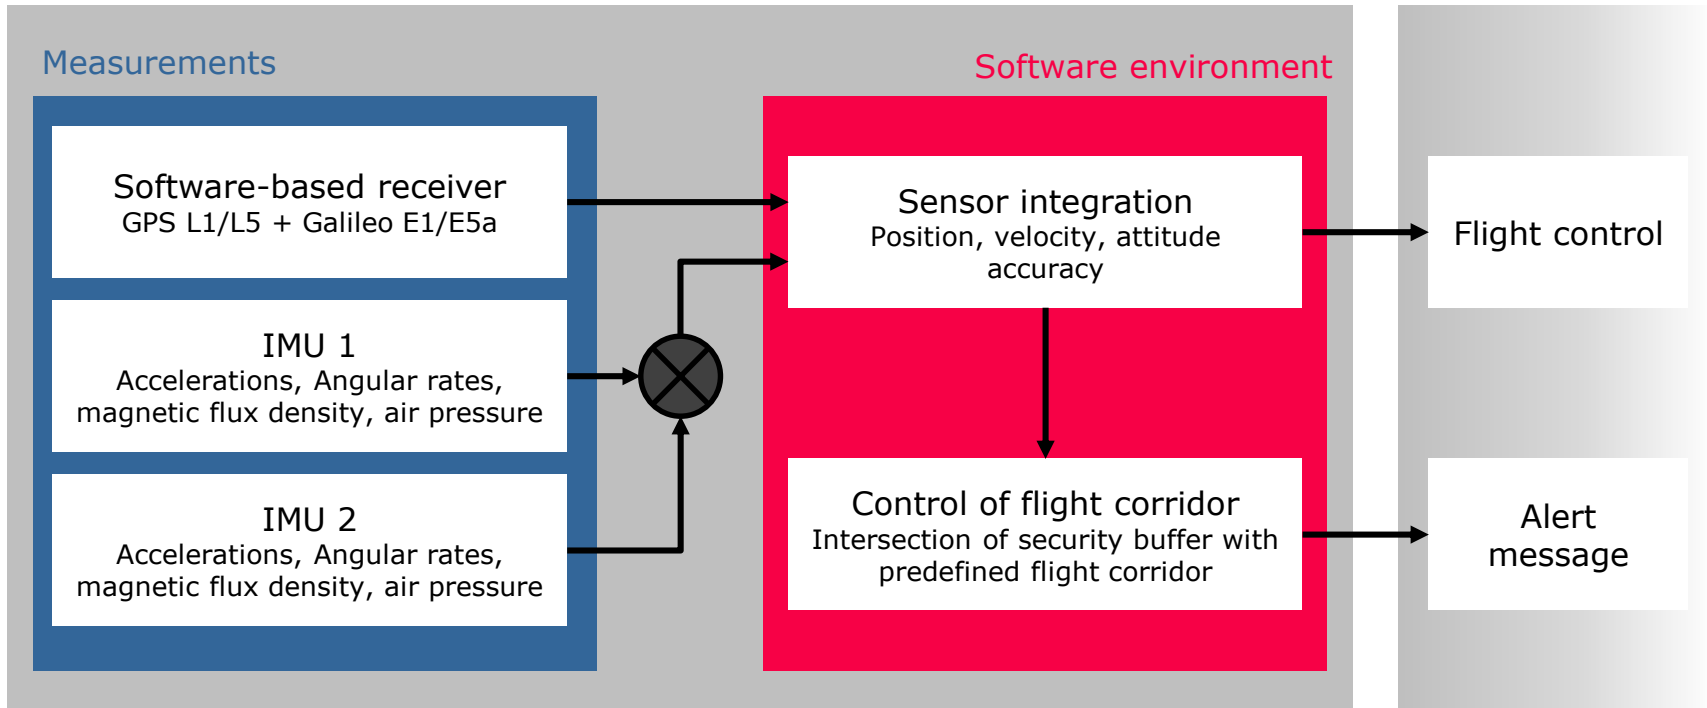 Measurements
Software-based receiver
GPS L1/L5 + Galileo E1/E5a
IMU 1
Accelerations, Angular rates,
magnetic flux density, air pressure
IMU 2
Accelerations, Angular rates,
magnetic flux density, air pressure
Software environment
Sensor integration
Position, velocity, attitude
accuracy
Control of flight corridor
Intersection of security buffer with
predefined flight corridor
Flight control
Alert
message